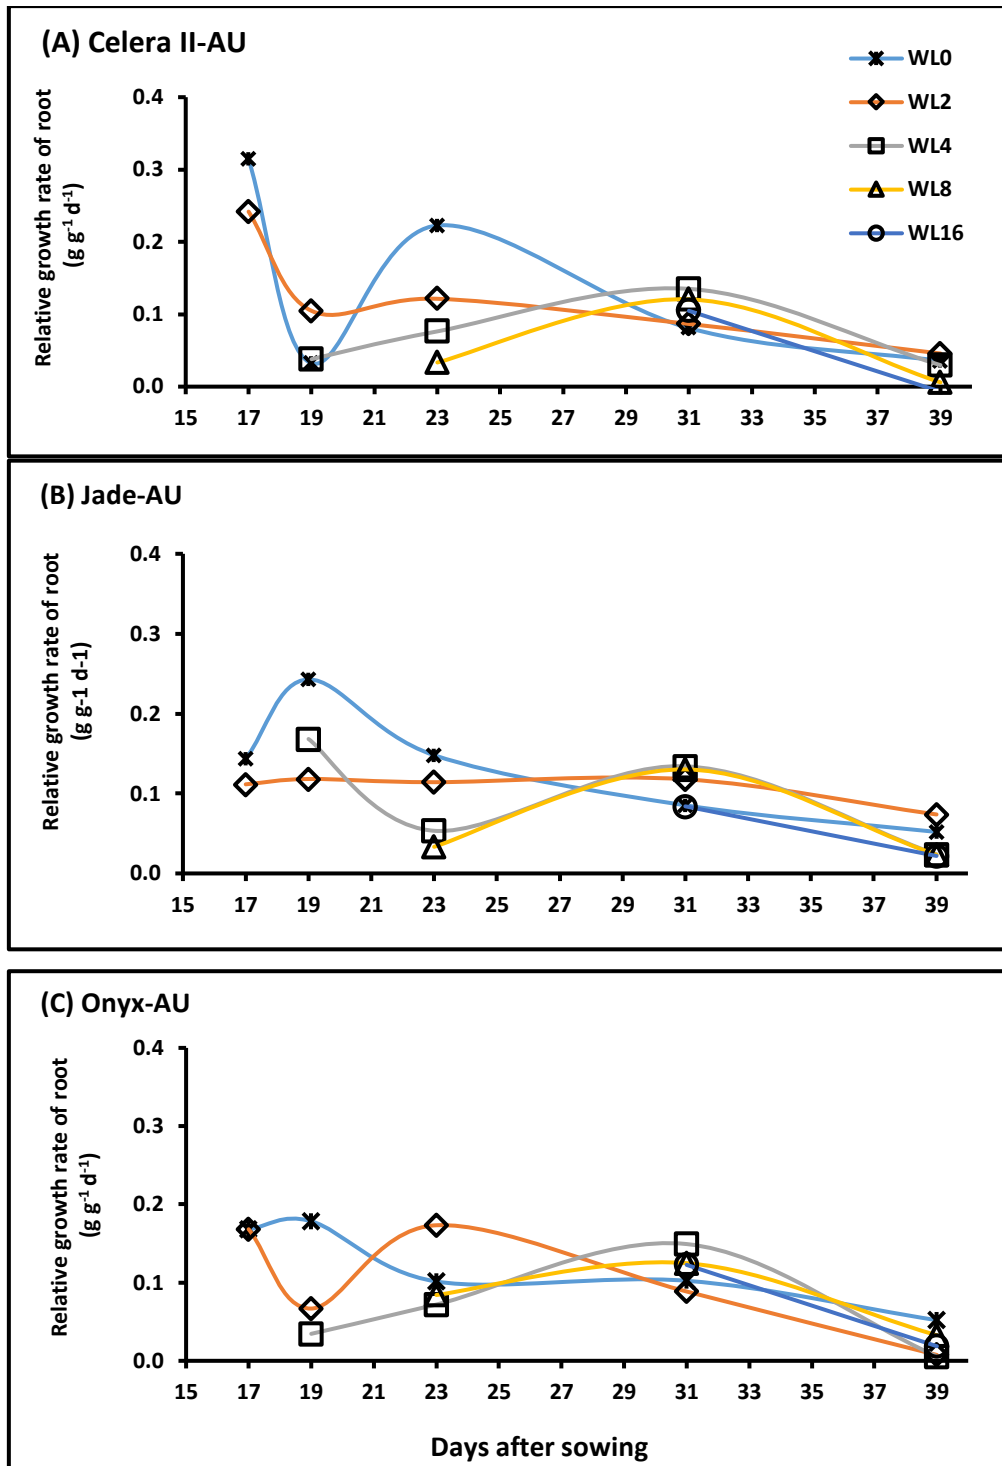 (A) Celera II-AU
WL0
WL2
WL4
WL8
WL16
Relative growth rate of root
(g g⁻¹ d⁻¹)
0.4
0.3
0.2
0.1
0.0
15 17 19 21 23 25 27 29 31 33 35 37 39
(B) Jade-AU
Relative growth rate of root
(g g-1 d-1)
0.4
0.3
0.2
0.1
0.0
15 17 19 21 23 25 27 29 31 33 35 37 39
(C) Onyx-AU
Relative growth rate of root
(g g⁻¹ d⁻¹)
0.4
0.3
0.2
0.1
0.0
15 17 19 21 23 25 27 29 31 33 35 37 39
Days after sowing